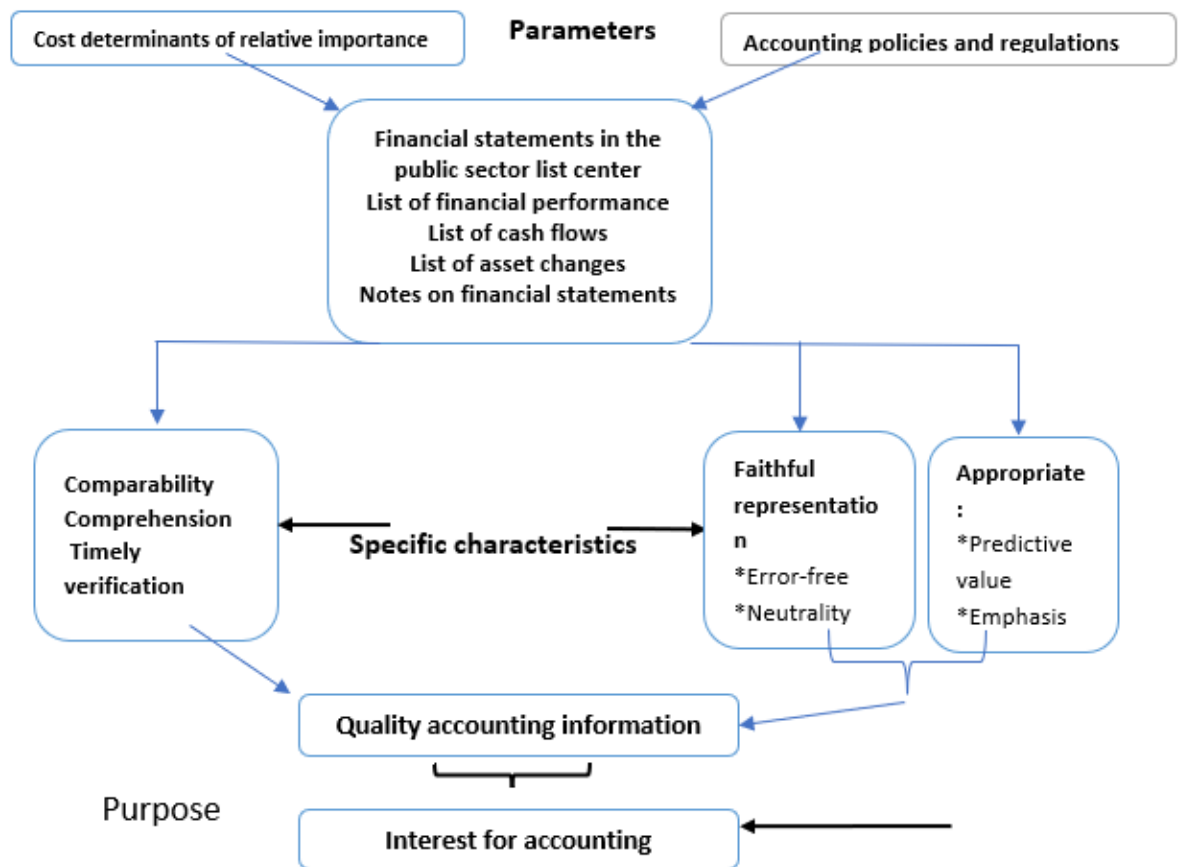 Cost determinants of relative importance
Parameters
Accounting policies and regulations
Financial statements in the
public sector list center
List of financial performance
List of cash flows
List of asset changes
Notes on financial statements
Comparability
Comprehension
Timely
verification
Specific characteristics
Faithful
representatio
n
*Error-free
*Neutrality
Appropriate
:
*Predictive
value
*Emphasis
Quality accounting information
Purpose
Interest for accounting